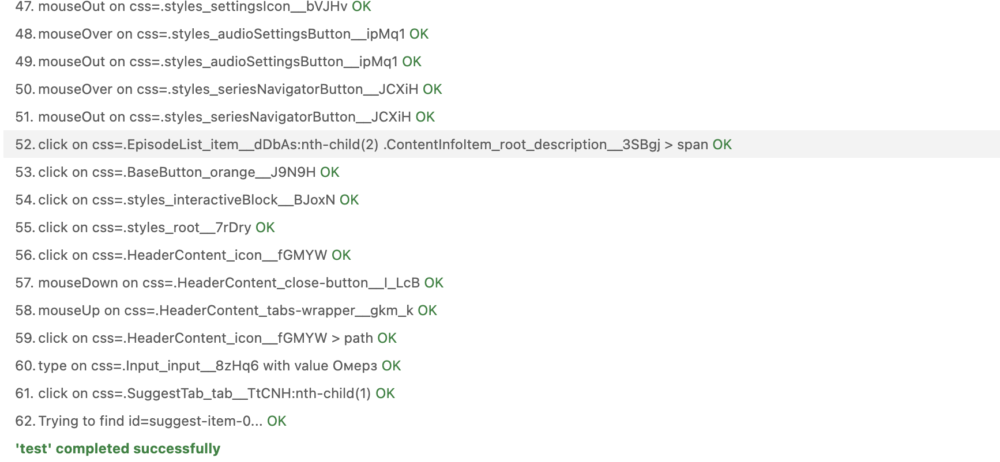 47. mouseOut on css=.styles_settingsIcon__bVJHv OK
48. mouseOver on css=.styles_audioSettingsButton__ipMq1 OK
49. mouseOut on css=.styles_audioSettingsButton__ipMq1 OK
50. mouseOver on css=.styles_seriesNavigatorButton__JCXiH OK
51. mouseOut on css=.styles_seriesNavigatorButton__JCXiH OK
52. click on css=.EpisodeList_item__dDbAs:nth-child(2) .ContentInfoItem_root_description__3SBgj > span OK
53. click on css=.BaseButton_orange__J9N9H OK
54. click on css=.styles_interactiveBlock__BJoxN OK
55. click on css=.styles_root__7rDry OK
56. click on css=.HeaderContent_icon__fGMYW OK
57. mouseDown on css=.HeaderContent_close-button__I_LcB OK
58. mouseUp on css=.HeaderContent_tabs-wrapper__gkm_k OK
59. click on css=.HeaderContent_icon__fGMYW > path OK
60. type on css=.Input_input__8zHq6 with value Омерз OK
61. click on css=.SuggestTab_tab__TtCNH:nth-child(1) OK
62. Trying to find id=suggest-item-0... OK
'test' completed successfully